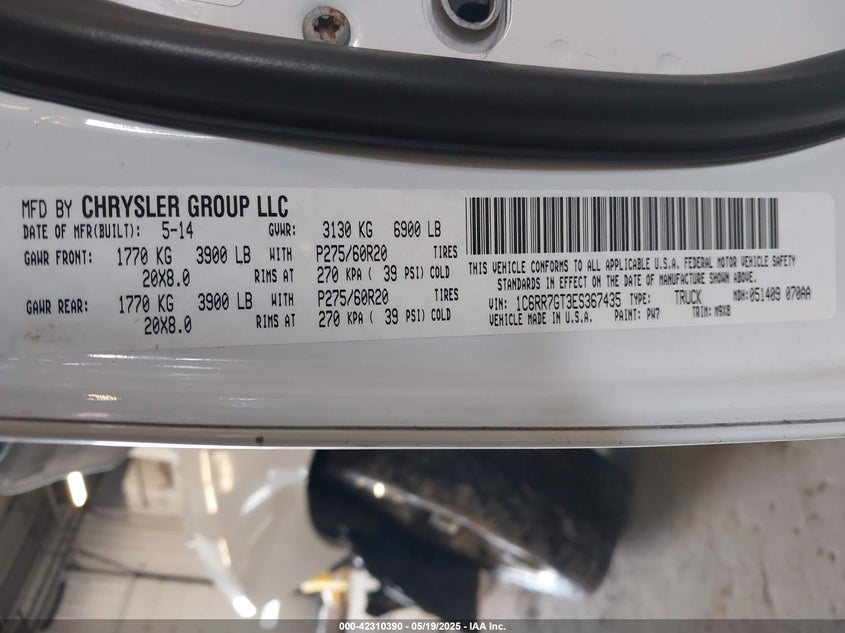 MFD BY CHRYSLER GROUP LLC
DATE OF MFR(BUILT): 5-14 GVWR: 3130 KG 6900 LB
GAWR FRONT: 1770 KG 3900 LB WITH P275/60R20 TIRES
20X8.0 RIMS AT 270 KPA ( 39 PSI) COLD
GAWR REAR: 1770 KG 3900 LB WITH P275/60R20 TIRES
20X8.0 RIMS AT 270 KPA ( 39 PSI) COLD
THIS VEHICLE CONFORMS TO ALL APPLICABLE U.S.A. FEDERAL MOTOR VEHICLE SAFETY
STANDARDS IN EFFECT ON THE DATE OF MANUFACTURE SHOWN ABOVE.
VIN: 1C6RR7GT3ES367435 TYPE: TRUCK MDH: 051409 070AA
VEHICLE MADE IN U.S.A. PAINT: PW7 TRIM: M9X8
000-42310390 - 05/19/2025 - IAA Inc.